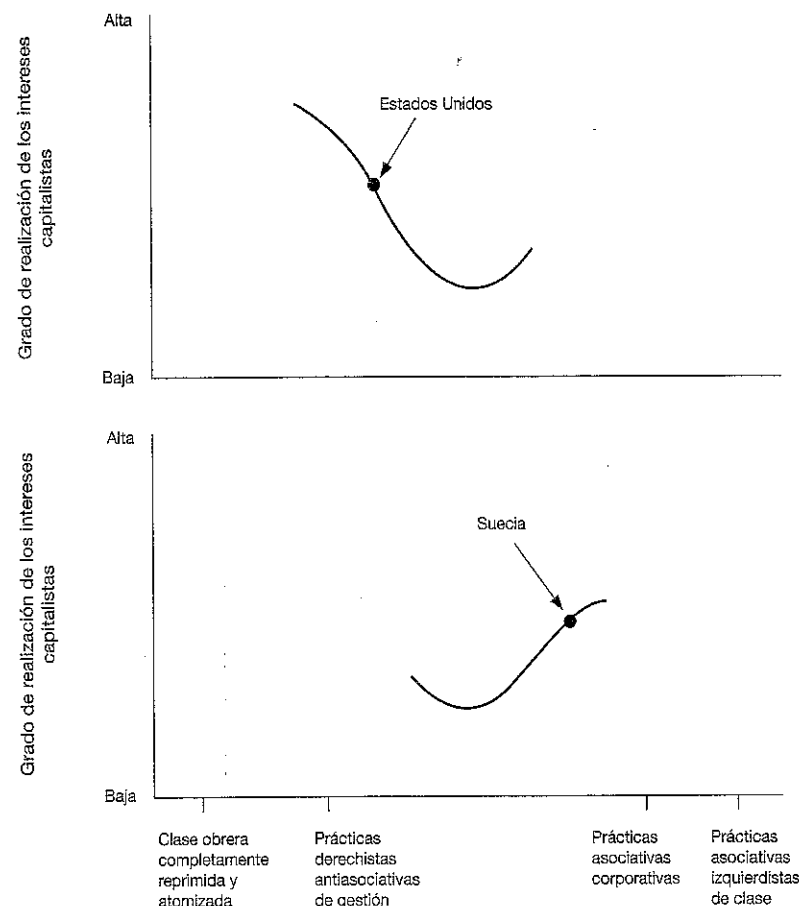 Alta
Grado de realización de los intereses
capitalistas
Estados Unidos
Baja
Alta
Grado de realización de los intereses
capitalistas
Suecia
Baja
Clase obrera
completamente
reprimida y
atomizada
Prácticas
derechistas
antiasociativas
de gestión
Prácticas
asociativas
corporativas
Prácticas
asociativas
izquierdistas
de clase